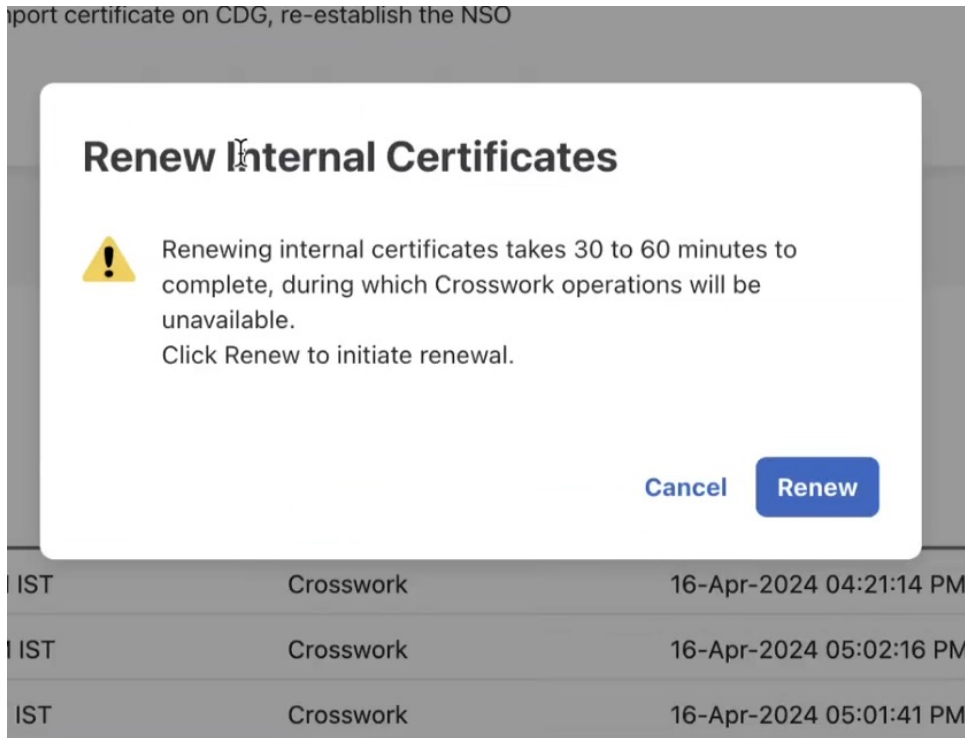 certificate on CDG, re-establish the NSO
Renew Internal Certificates
Renewing internal certificates takes 30 to 60 minutes to
complete, during which Crosswork operations will be
unavailable.
Click Renew to initiate renewal.
Cancel Renew
IST Crosswork 16-Apr-2024 04:21:14 PM
IST Crosswork 16-Apr-2024 05:02:16 PM
IST Crosswork 16-Apr-2024 05:01:41 PM